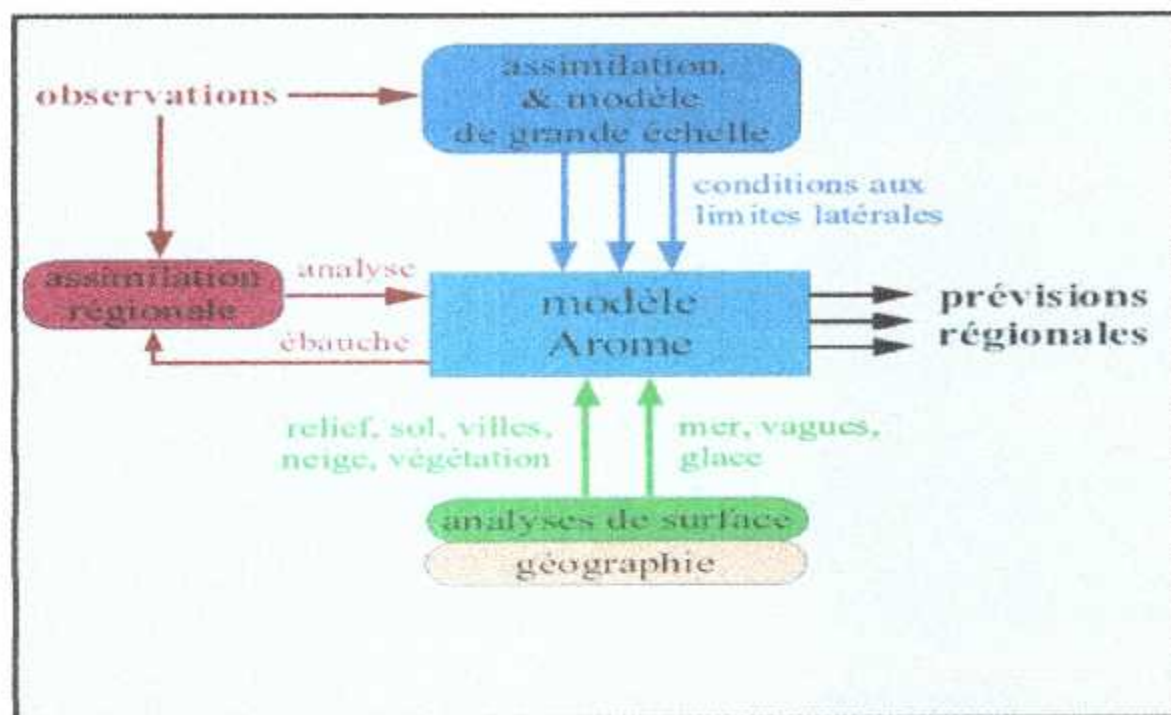 observations
assimilation
& modèle
de grande échelle
conditions aux
limites latérales
assimilation
régionale
analyse
ébauche
modèle
Arome
prévisions
régionales
relief, sol, villes,
neige, végétation
mer, vagues,
glace
analyses de surface
géographie